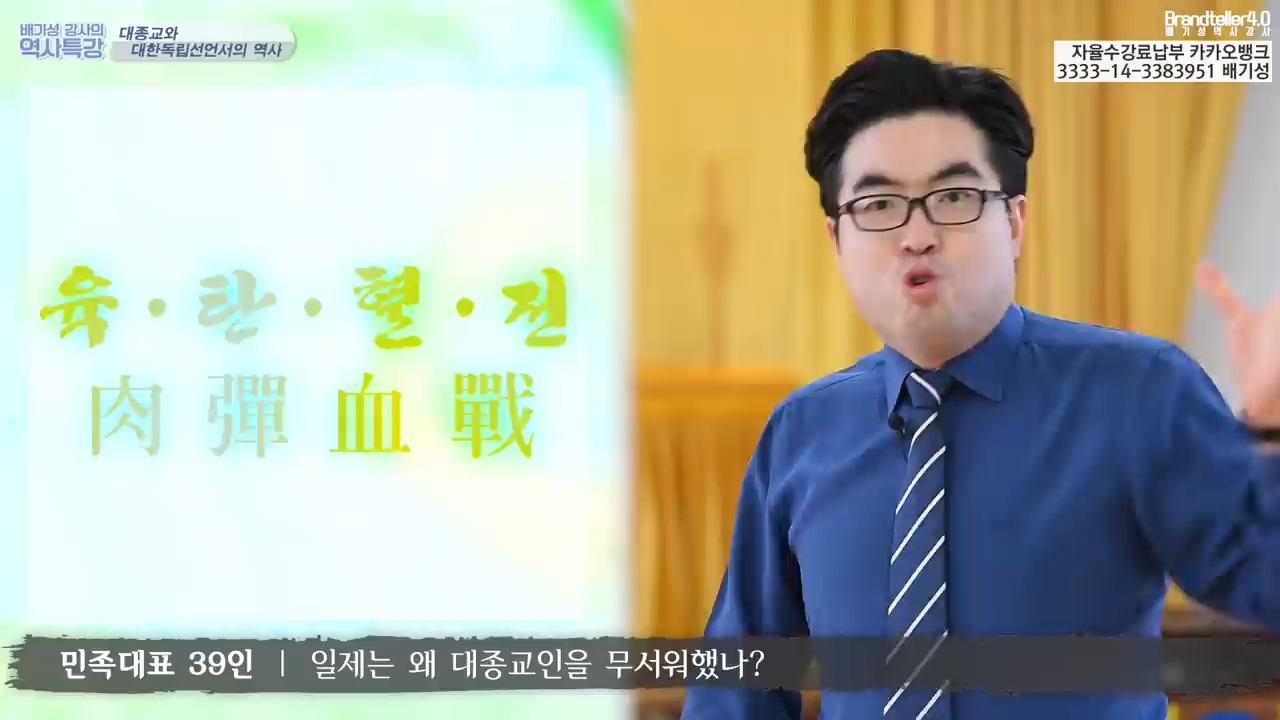 배기성 강사의
역사특강
대종교와
대한독립선언서의 역사
Brandteller4.0
배기성역사강사
자율수강료납부 카카오뱅크
3333-14-3383951 배기성
육·탄·혈·전
肉彈血戰
민족대표 39인 | 일제는 왜 대종교인을 무서워했나?